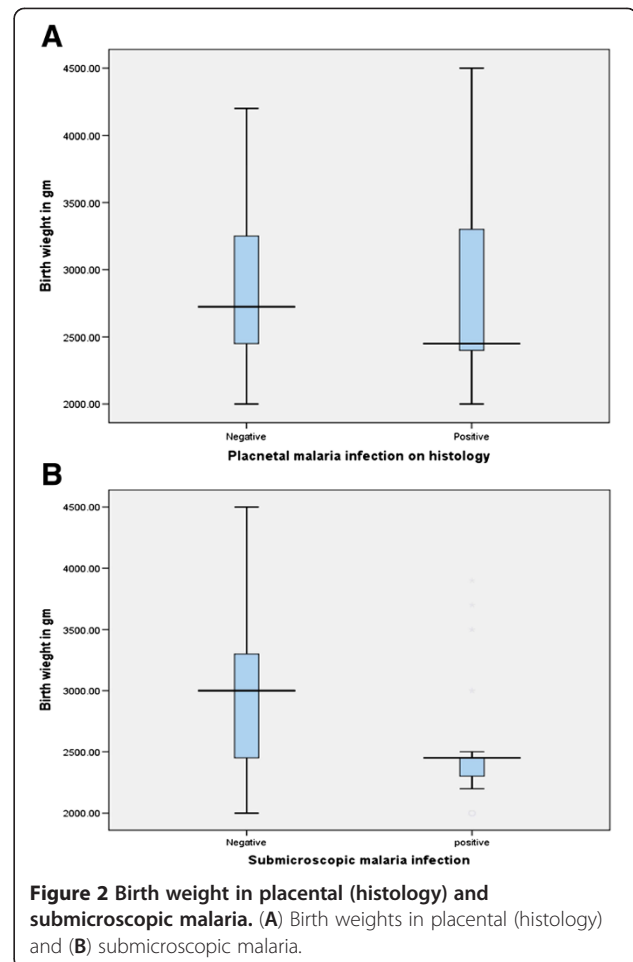 A
4500.00
4000.00
3500.00
3000.00
2500.00
2000.00
Birth wieght in gm
Negative
Positive
Placnetal malaria infection on histology
B
4500.00
4000.00
3500.00
3000.00
2500.00
2000.00
Birth wieght in gm
Negative
positive
Submicroscopic malaria infection
Figure 2 Birth weight in placental (histology) and
submicroscopic malaria. (A) Birth weights in placental (histology)
and (B) submicroscopic malaria.